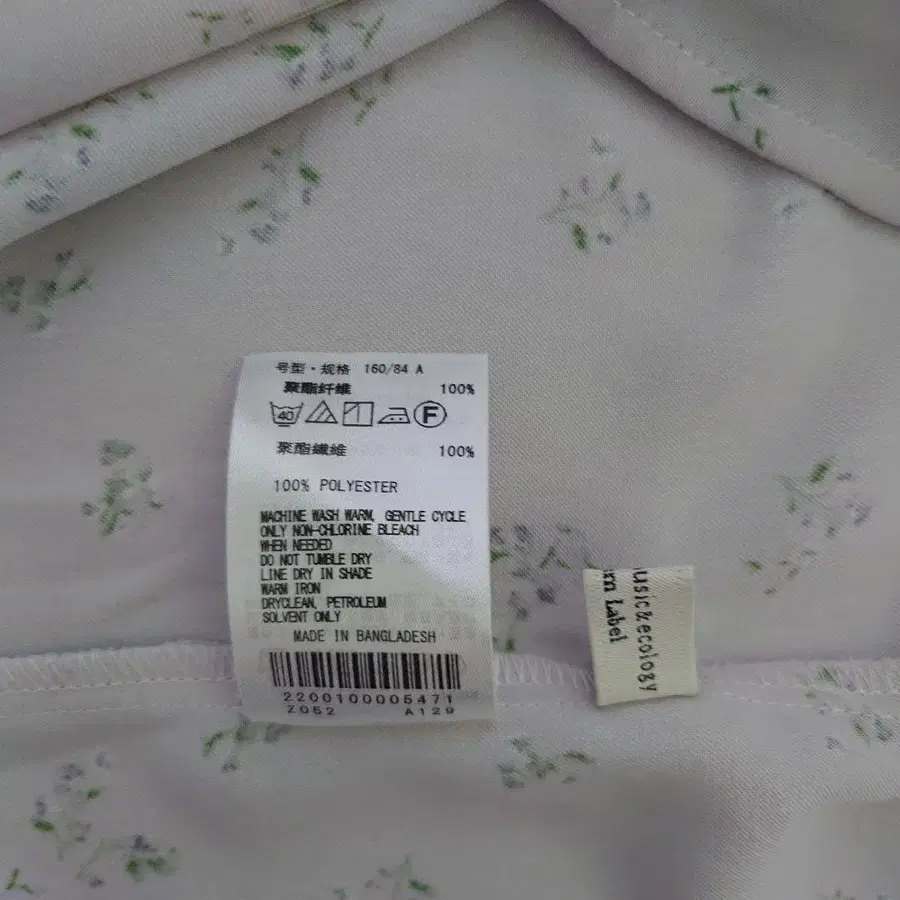 号型・规格 160/84 A
聚酯纤维 100%
40 F
聚酯纖維 100%
100% POLYESTER
MACHINE WASH WARM, GENTLE CYCLE
ONLY NON-CHLORINE BLEACH
WHEN NEEDED
DO NOT TUMBLE DRY
LINE DRY IN SHADE
WARM IRON
DRYCLEAN, PETROLEUM
SOLVENT ONLY
MADE IN BANGLADESH
2200100005471
Z052 A129
usic&ecology
Label